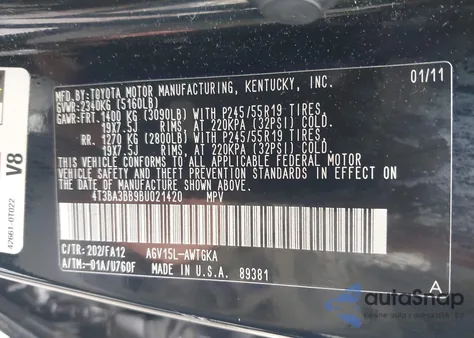 MFD.BY:TOYOTA MOTOR MANUFACTURING, KENTUCKY, INC.
01/11
GVWR:2340KG (5160LB)
GAWR:FRT.1400 KG (3090LB) WITH P245/55R19 TIRES,
19X7.5J RIMS, AT 220KPA (32PSI) COLD.
RR. 1270 KG (2800LB) WITH P245/55R19 TIRES,
19X7.5J RIMS, AT 220KPA (32PSI) COLD.
THIS VEHICLE CONFORMS TO ALL APPLICABLE FEDERAL MOTOR
VEHICLE SAFETY AND THEFT PREVENTION STANDARDS IN EFFECT ON
THE DATE OF MANUFACTURE SHOWN ABOVE.
4T3BA3BB9BU021420 MPV
C/TR:202/FA12 AGV15L-AWTGKA
A/TM:-01A/U760F
MADE IN U.S.A. 89381
A
V8
42661-0T022
autoSnap